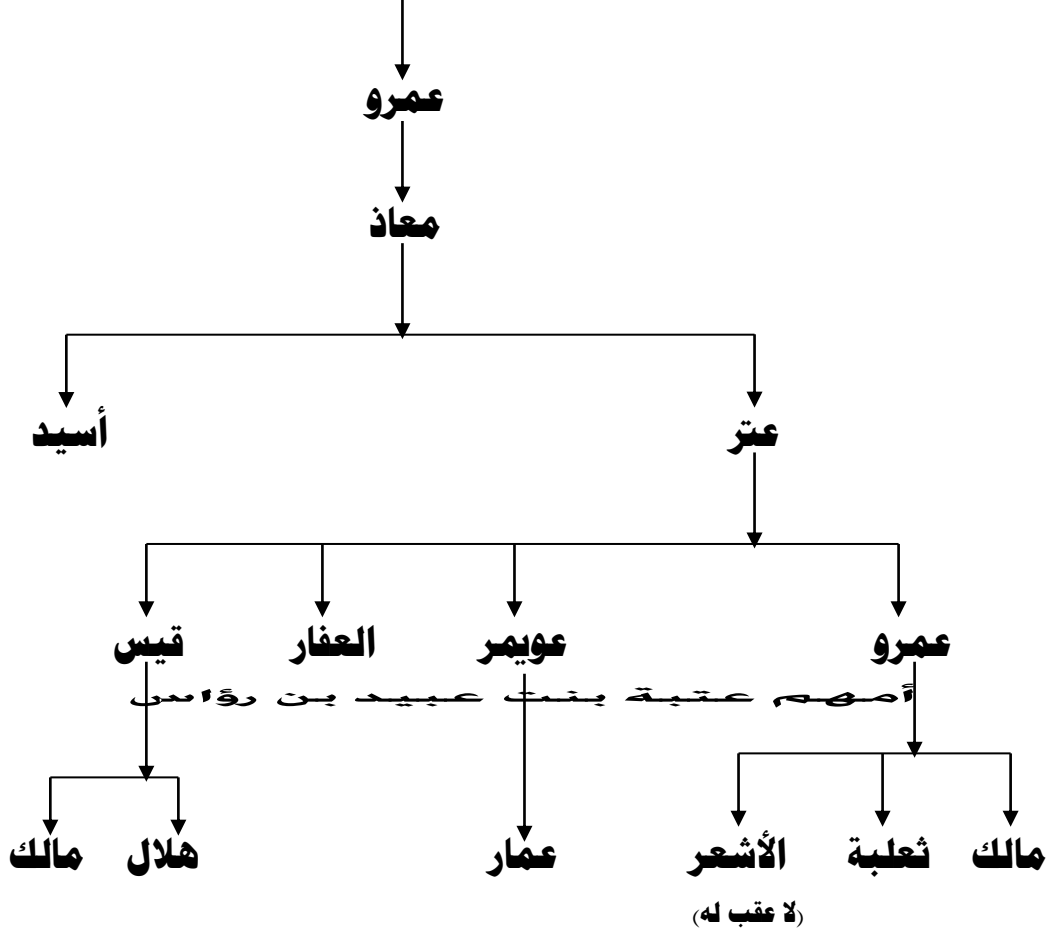 عمرو
معاذ
عتر أسيد
عمرو عويمر العفار قيس
أمهم عتبة بنت عبيد بن رؤاس
مالك ثعلبة الأشعر عمار هلال مالك
(لا عقب له)